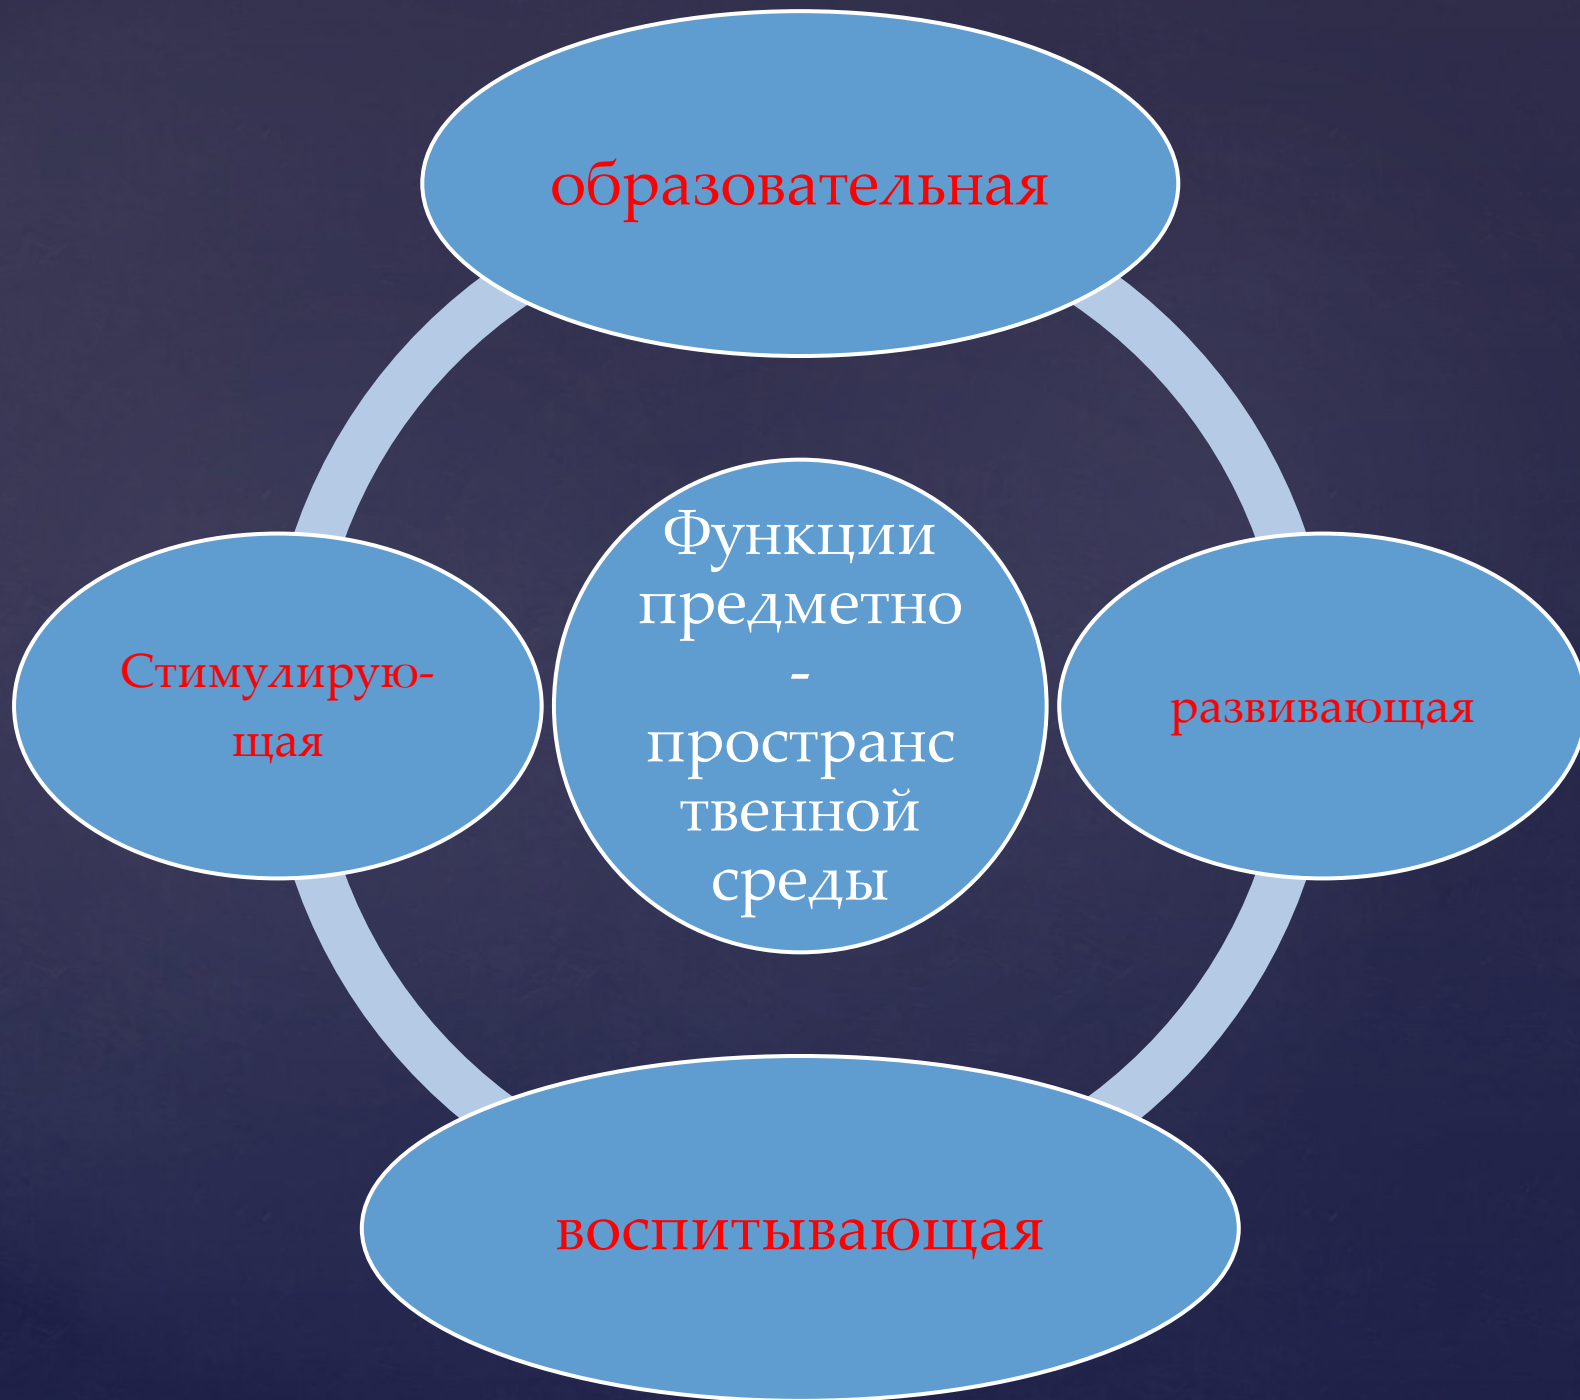 образовательная
Функции
предметно
-
пространс
твенной
среды
Стимулирую-
щая
развивающая
воспитывающая